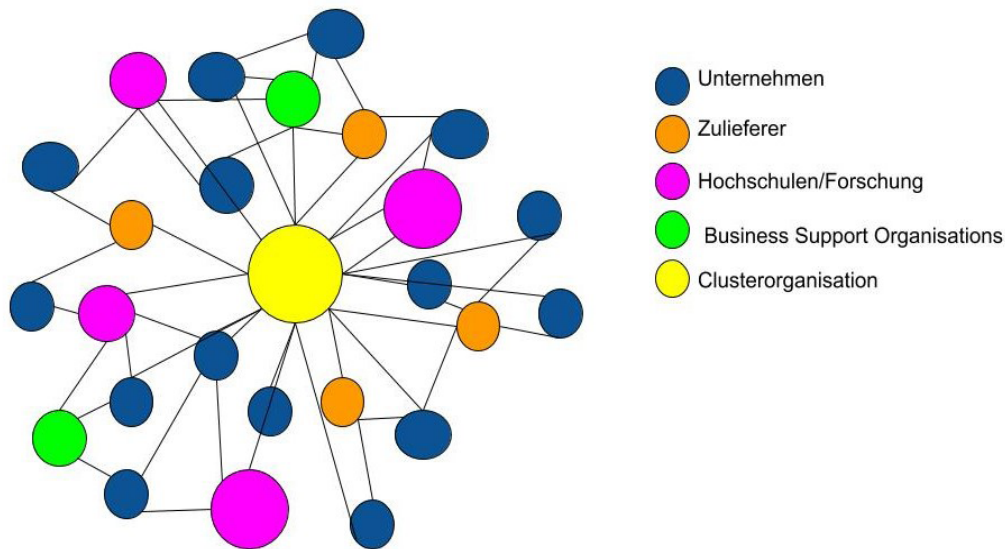 Unternehmen
Zulieferer
Hochschulen/Forschung
Business Support Organisations
Clusterorganisation